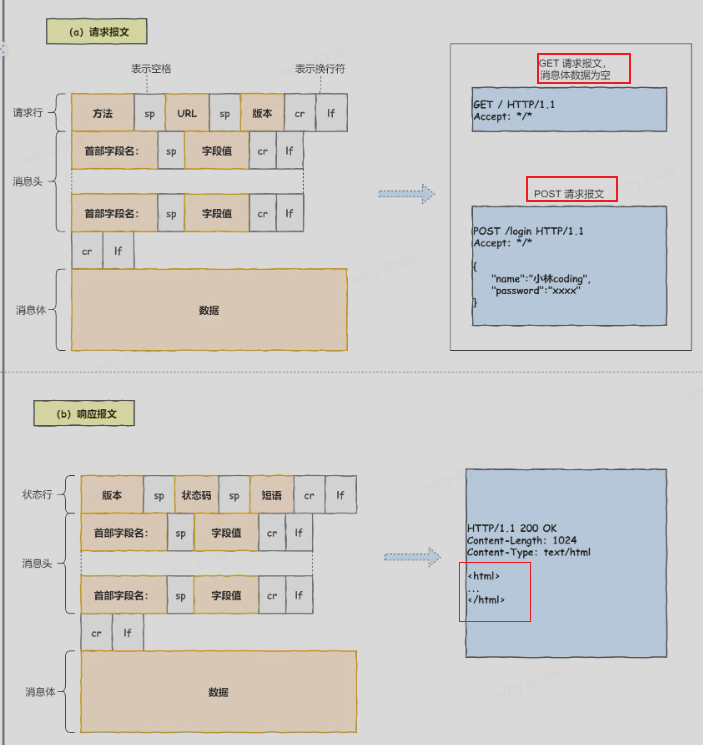 (a) 请求报文
表示空格
表示换行符
请求行
方法 sp URL sp 版本 cr lf
消息头
首部字段名: sp 字段值 cr lf
首部字段名: sp 字段值 cr lf
cr lf
消息体
数据
GET 请求报文,
消息体数据为空
GET / HTTP/1.1
Accept: */*
POST 请求报文
POST /login HTTP/1.1
Accept: */*
{
"name":"小林coding",
"password":"xxxx"
}
(b) 响应报文
状态行
版本 sp 状态码 sp 短语 cr lf
消息头
首部字段名: sp 字段值 cr lf
首部字段名: sp 字段值 cr lf
cr lf
消息体
数据
HTTP/1.1 200 OK
Content-Length: 1024
Content-Type: text/html
<html>
...
</html>
why-6326